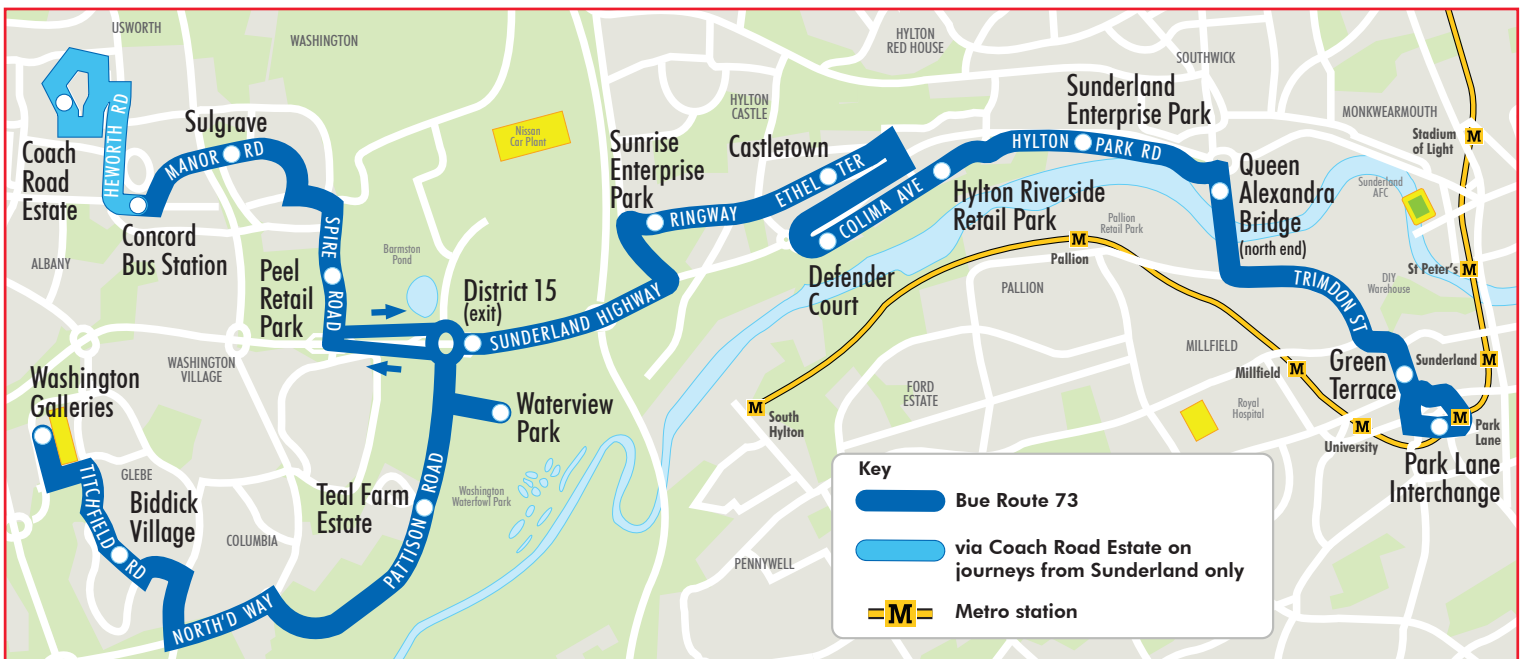 USWORTH
WASHINGTON
HYLTON
RED HOUSE
SOUTHWICK
Sunderland
Enterprise Park
MONKWEARMOUTH
Stadium
of Light
M
HEWORTH RD
Coach
Road
Estate
Sulgrave
MANOR RD
Nissan
Car Plant
HYLTON
CASTLE
Sunrise
Enterprise
Park
Castletown
RINGWAY
ETHEL TER
COLIMA AVE
HYLTON PARK RD
Hylton Riverside
Retail Park
Queen
Alexandra
Bridge
(north end)
Sunderland
AFC
Concord
Bus Station
ALBANY
SPIRE ROAD
Peel
Retail
Park
Barmston
Pond
District 15
(exit)
SUNDERLAND HIGHWAY
Defender
Court
M
Pallion
Pallion
Retail Park
PALLION
TRIMDON ST
DIY
Warehouse
St Peter's
M
WASHINGTON
VILLAGE
Washington
Galleries
Waterview
Park
M
South
Hylton
FORD
ESTATE
MILLFIELD
Millfield
M
Royal
Hospital
Green
Terrace
Sunderland
M
M
Park
Lane
University
M
Park Lane
Interchange
TITCHFIELD RD
GLEBE
Biddick
Village
COLUMBIA
NORTH'D WAY
Teal Farm
Estate
PATTISON ROAD
Washington
Waterfowl Park
PENNYWELL
Key
Bue Route 73
via Coach Road Estate on
journeys from Sunderland only
M
Metro station